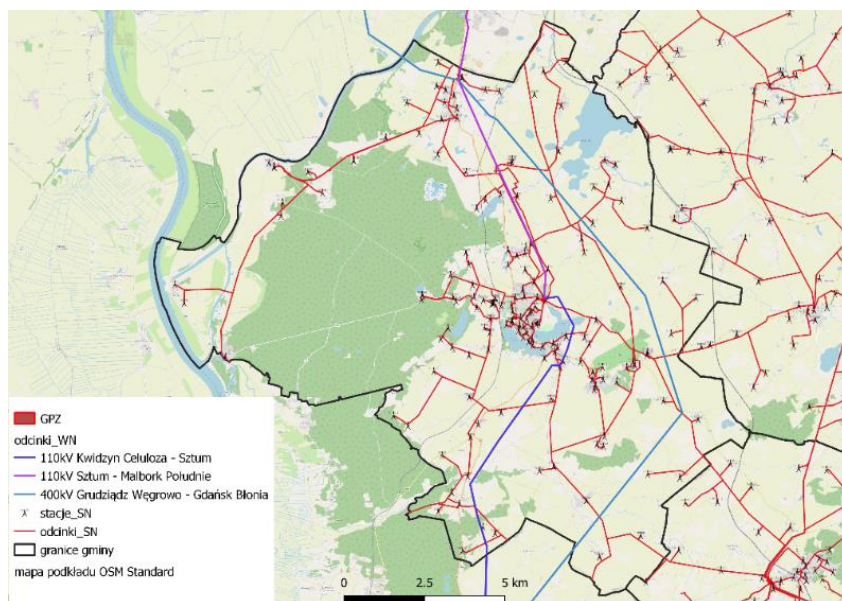 GPZ
odcinki_WN
110kV Kwidzyn Celuloza - Sztum
110kV Sztum - Malbork Południe
400kV Grudziądz Węgrowo - Gdańsk Błonia
stacje_SN
odcinki_SN
granice gminy
mapa podkładu OSM Standard
0 2.5 5 km